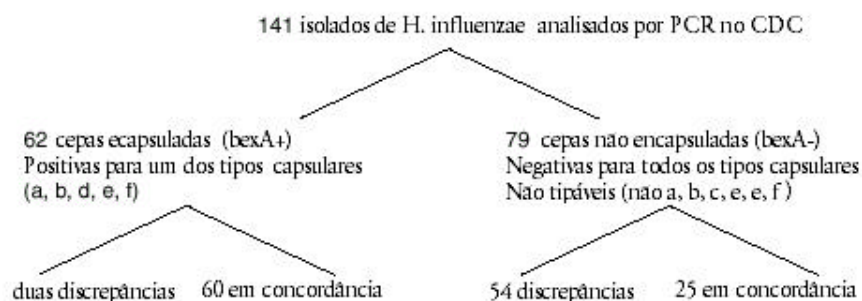 141 isolados de H. influenzae analisados por PCR no CDC
62 cepas ecapsuladas (bexA+)
Positivas para um dos tipos capsulares
(a, b, d, e, f)
79 cepas não encapsuladas (bexA-)
Negativas para todos os tipos capsulares
Não tipáveis (não a, b, c, e, e, f )
duas discrepâncias
60 em concordância
54 discrepâncias
25 em concordância